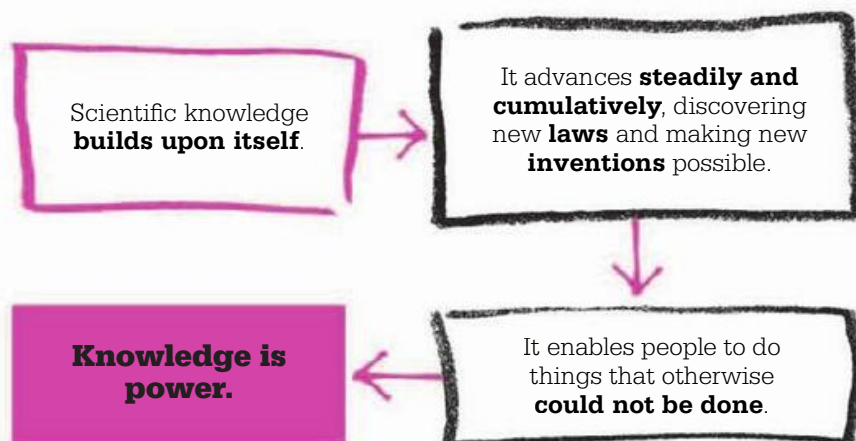 Scientific knowledge
builds upon itself.
It advances steadily and
cumulatively, discovering
new laws and making new
inventions possible.
It enables people to do
things that otherwise
could not be done.
Knowledge is
power.